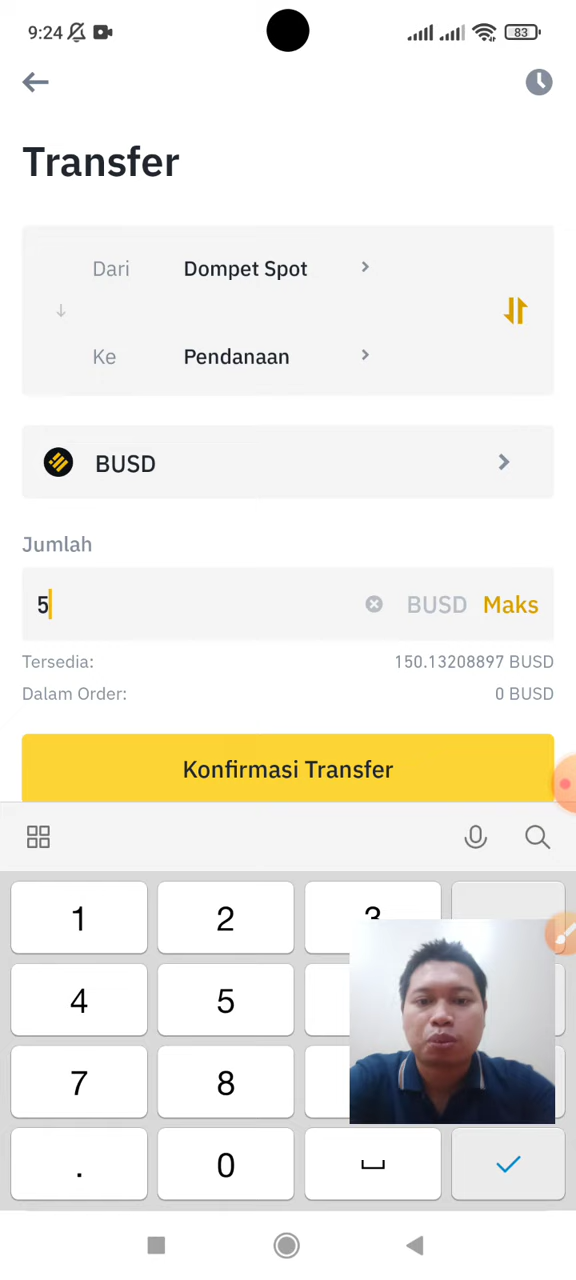 9:24
83
Transfer
Dari Dompet Spot
Ke Pendanaan
BUSD
Jumlah
5 BUSD Maks
Tersedia: 150.13208897 BUSD
Dalam Order: 0 BUSD
Konfirmasi Transfer
1 2 3
4 5
7 8
. 0